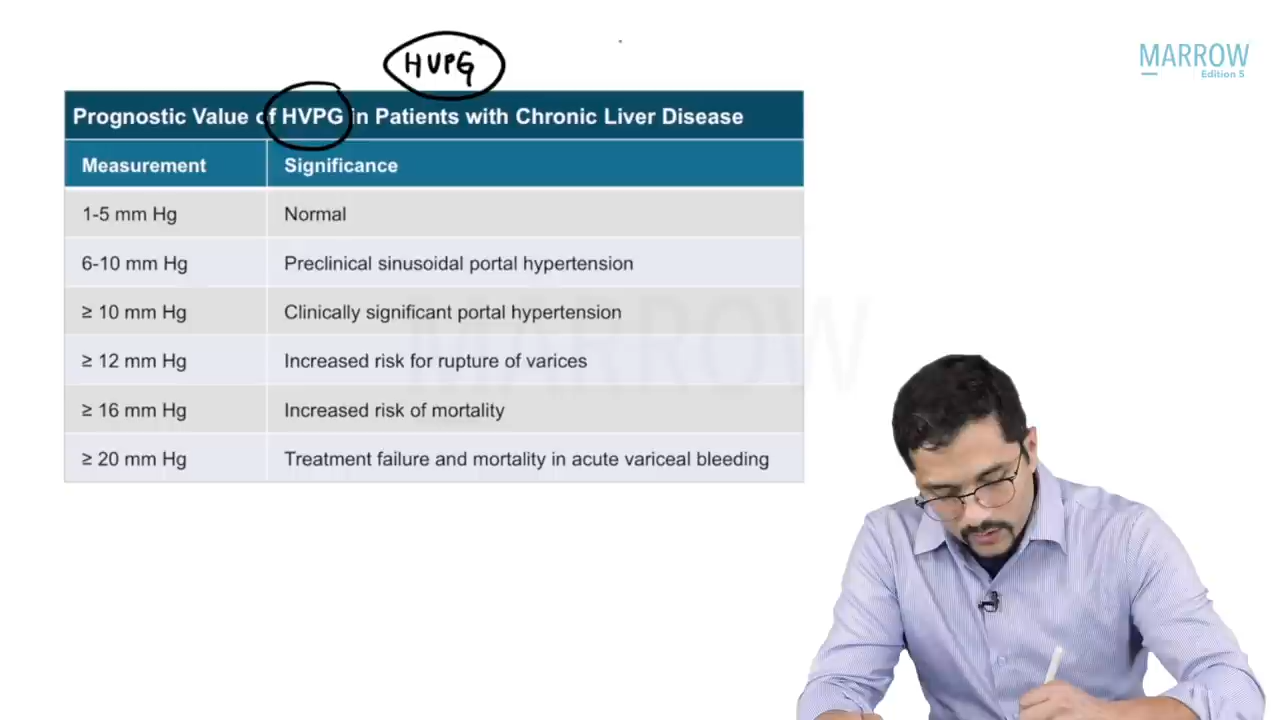 HVPG
MARROW
Edition 5
Prognostic Value of HVPG in Patients with Chronic Liver Disease
Measurement Significance
1-5 mm Hg Normal
6-10 mm Hg Preclinical sinusoidal portal hypertension
≥ 10 mm Hg Clinically significant portal hypertension
≥ 12 mm Hg Increased risk for rupture of varices
≥ 16 mm Hg Increased risk of mortality
≥ 20 mm Hg Treatment failure and mortality in acute variceal bleeding
MARROW